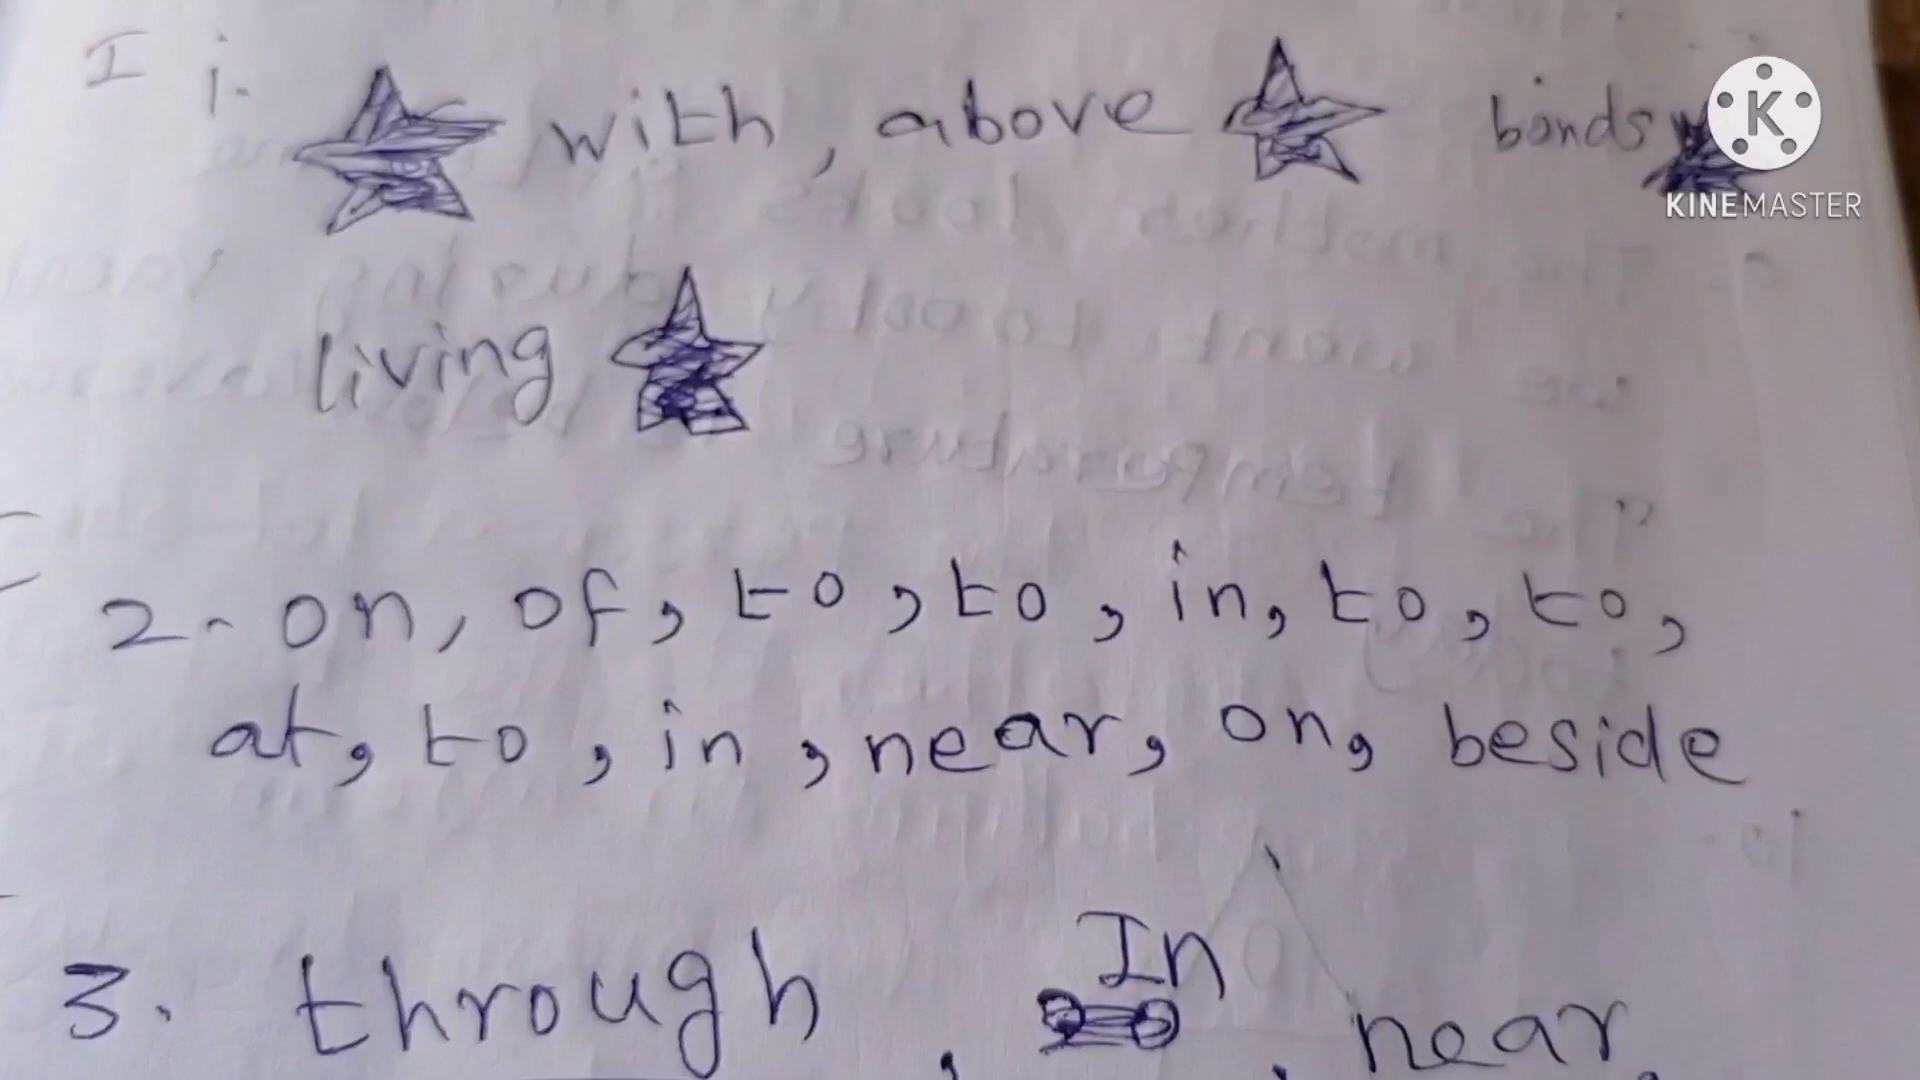 I i. with, above bonds
living
2- on, of, to, to, in, to, to,
at, to, in, near, on, beside
3. through, In, near,
K
KINEMASTER